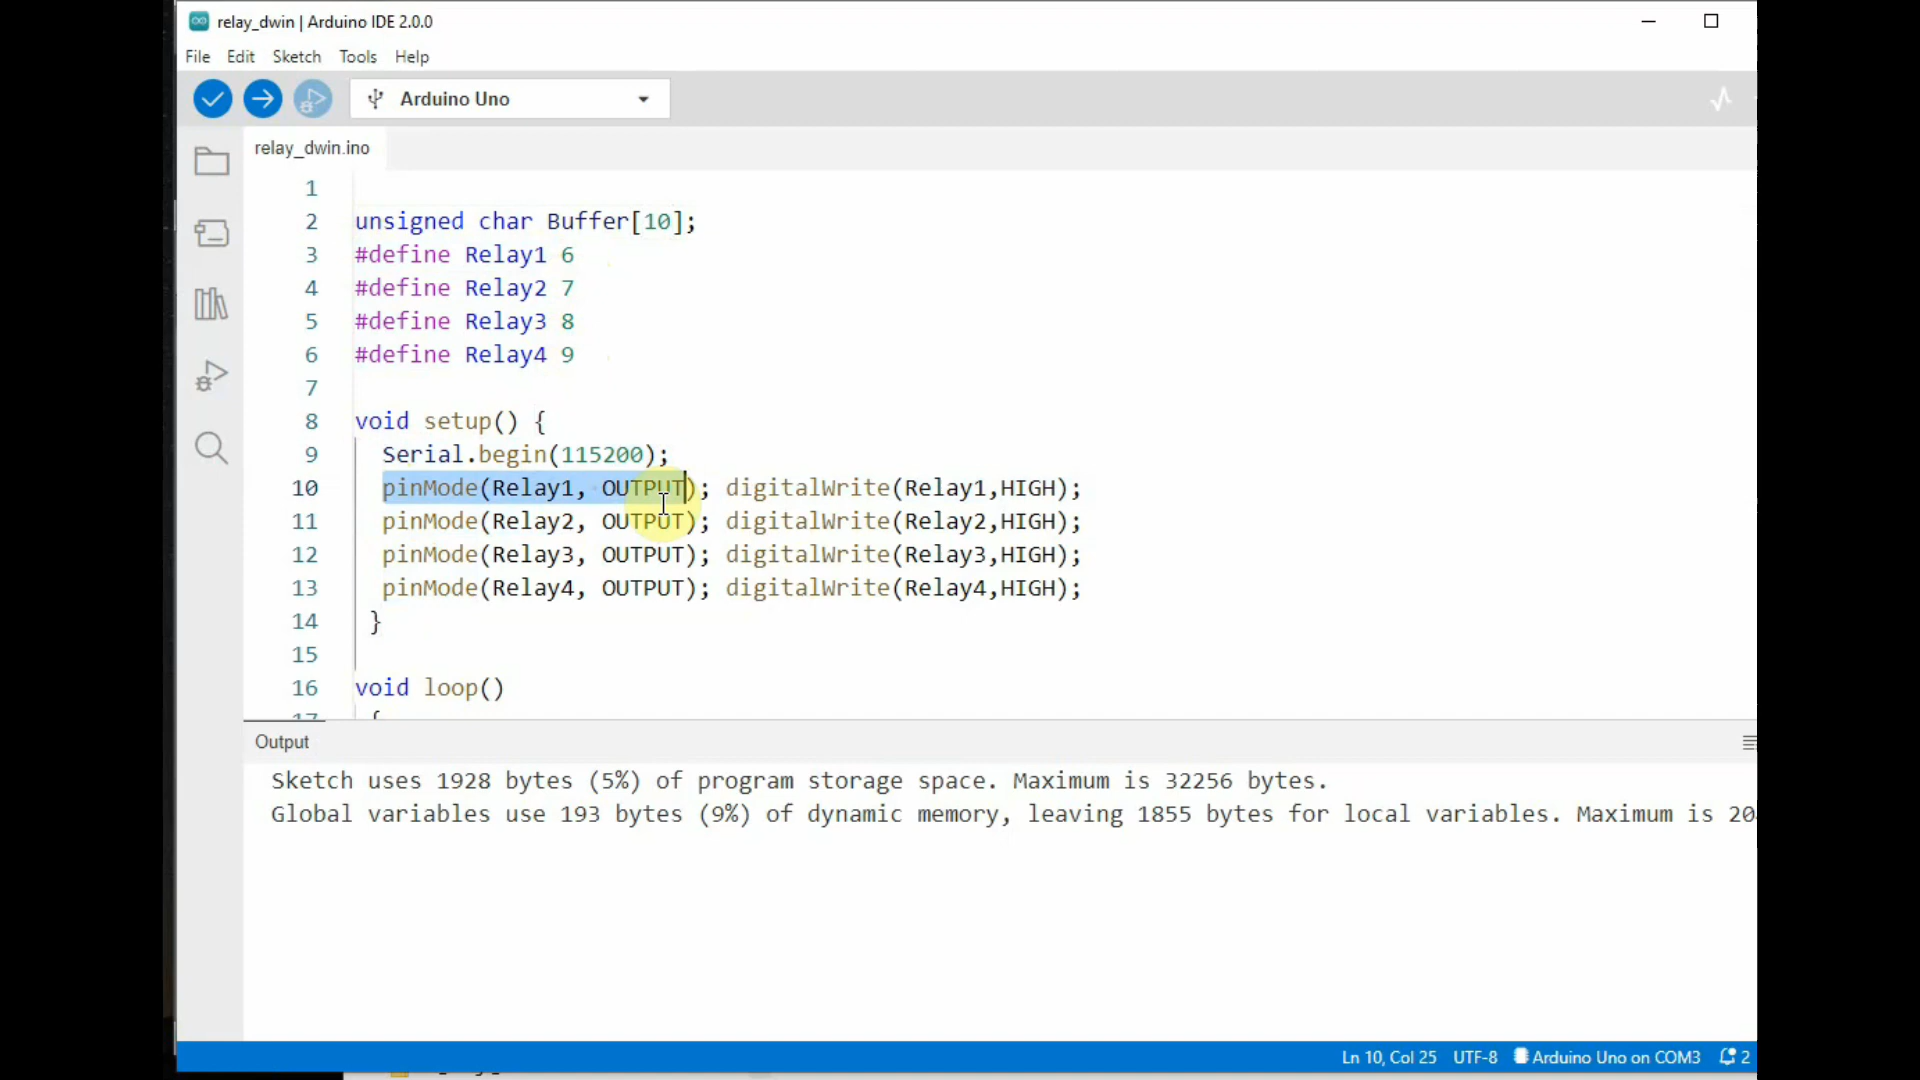 relay_dwin | Arduino IDE 2.0.0
File Edit Sketch Tools Help
Arduino Uno
relay_dwin.ino
1
2 unsigned char Buffer[10];
3 #define Relay1 6
4 #define Relay2 7
5 #define Relay3 8
6 #define Relay4 9
7
8 void setup() {
9 Serial.begin(115200);
10 pinMode(Relay1, OUTPUT); digitalWrite(Relay1,HIGH);
11 pinMode(Relay2, OUTPUT); digitalWrite(Relay2,HIGH);
12 pinMode(Relay3, OUTPUT); digitalWrite(Relay3,HIGH);
13 pinMode(Relay4, OUTPUT); digitalWrite(Relay4,HIGH);
14 }
15
16 void loop()
17 {
Output
Sketch uses 1928 bytes (5%) of program storage space. Maximum is 32256 bytes.
Global variables use 193 bytes (9%) of dynamic memory, leaving 1855 bytes for local variables. Maximum is 20
Ln 10, Col 25 UTF-8 Arduino Uno on COM3 2